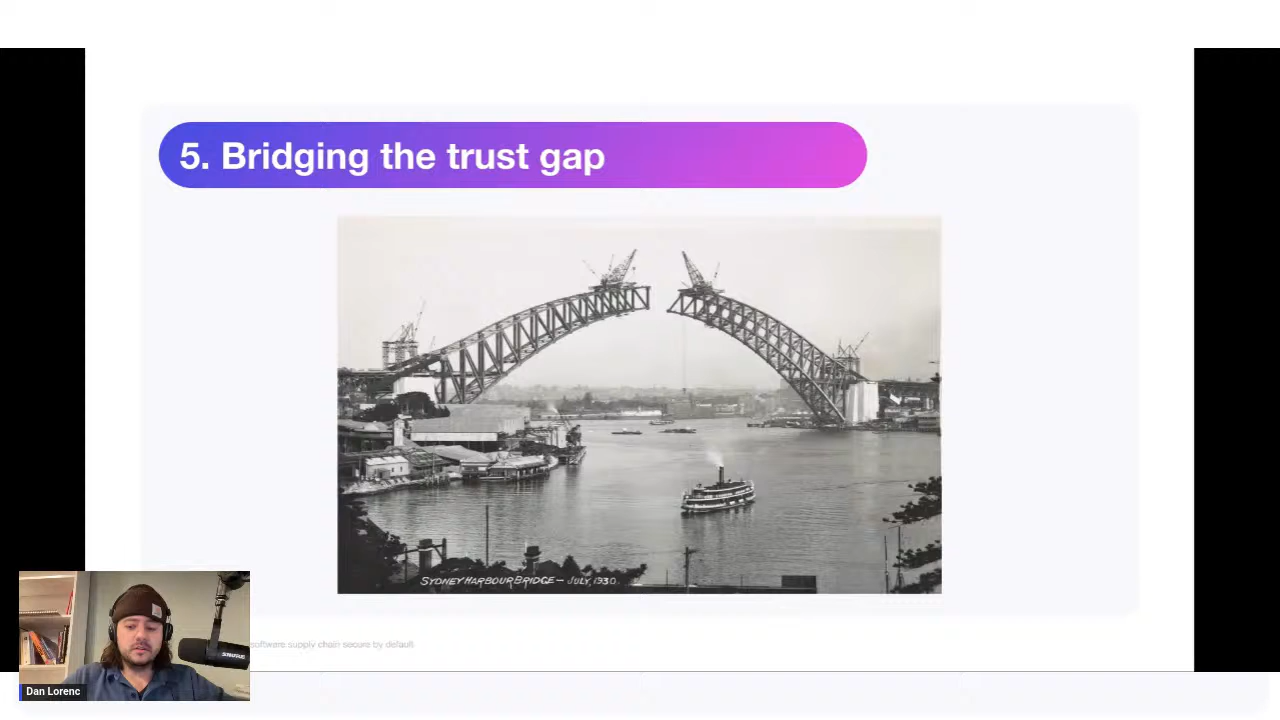 5. Bridging the trust gap
SYDNEY HARBOUR BRIDGE — JULY, 1930.
software supply chain secure by default
Dan Lorenc